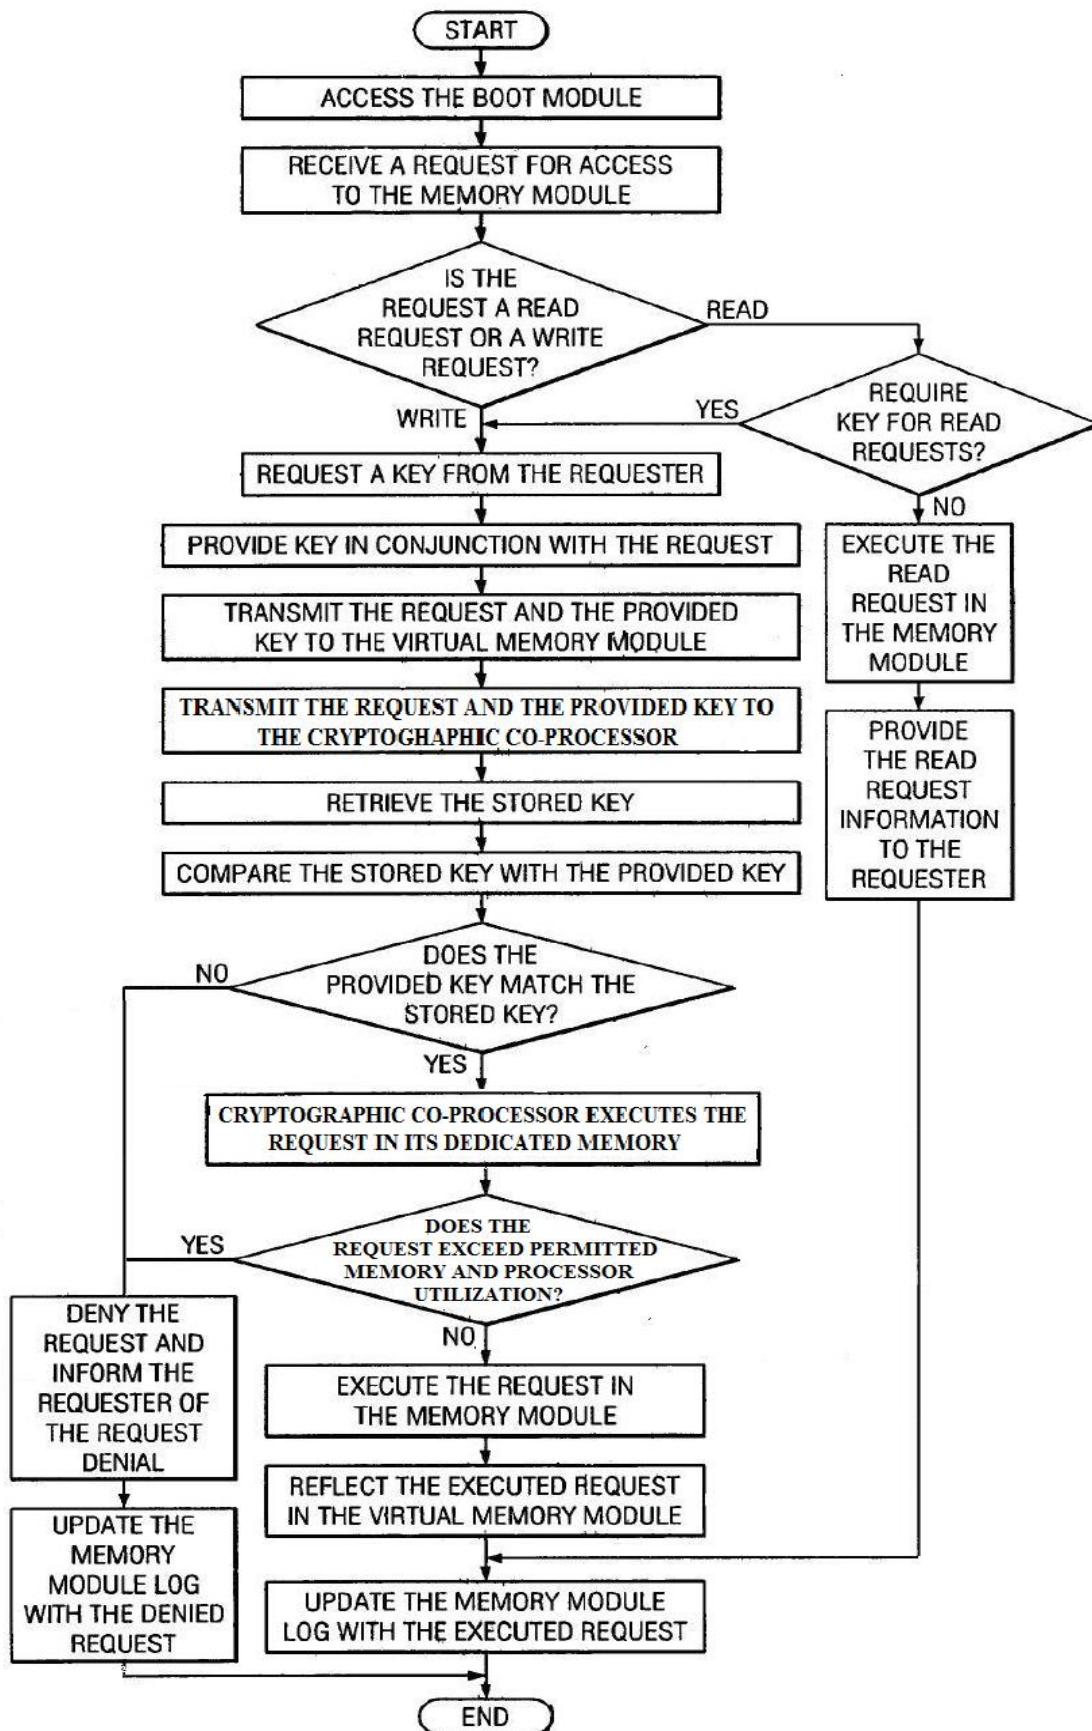 START
ACCESS THE BOOT MODULE
RECEIVE A REQUEST FOR ACCESS
TO THE MEMORY MODULE
IS THE
REQUEST A READ
REQUEST OR A WRITE
REQUEST?
READ
WRITE
YES
REQUIRE
KEY FOR READ
REQUESTS?
NO
REQUEST A KEY FROM THE REQUESTER
PROVIDE KEY IN CONJUNCTION WITH THE REQUEST
EXECUTE THE
READ
REQUEST IN
THE MEMORY
MODULE
TRANSMIT THE REQUEST AND THE PROVIDED
KEY TO THE VIRTUAL MEMORY MODULE
TRANSMIT THE REQUEST AND THE PROVIDED KEY TO
THE CRYPTOGHAPHIC CO-PROCESSOR
PROVIDE
THE READ
REQUEST
INFORMATION
TO THE
REQUESTER
RETRIEVE THE STORED KEY
COMPARE THE STORED KEY WITH THE PROVIDED KEY
DOES THE
PROVIDED KEY MATCH THE
STORED KEY?
NO
YES
CRYPTOGRAPHIC CO-PROCESSOR EXECUTES THE
REQUEST IN ITS DEDICATED MEMORY
DOES THE
REQUEST EXCEED PERMITTED
MEMORY AND PROCESSOR
UTILIZATION?
YES
NO
DENY THE
REQUEST AND
INFORM THE
REQUESTER OF
THE REQUEST
DENIAL
EXECUTE THE REQUEST IN
THE MEMORY MODULE
REFLECT THE EXECUTED REQUEST
IN THE VIRTUAL MEMORY MODULE
UPDATE THE
MEMORY
MODULE LOG
WITH THE DENIED
REQUEST
UPDATE THE MEMORY MODULE
LOG WITH THE EXECUTED REQUEST
END